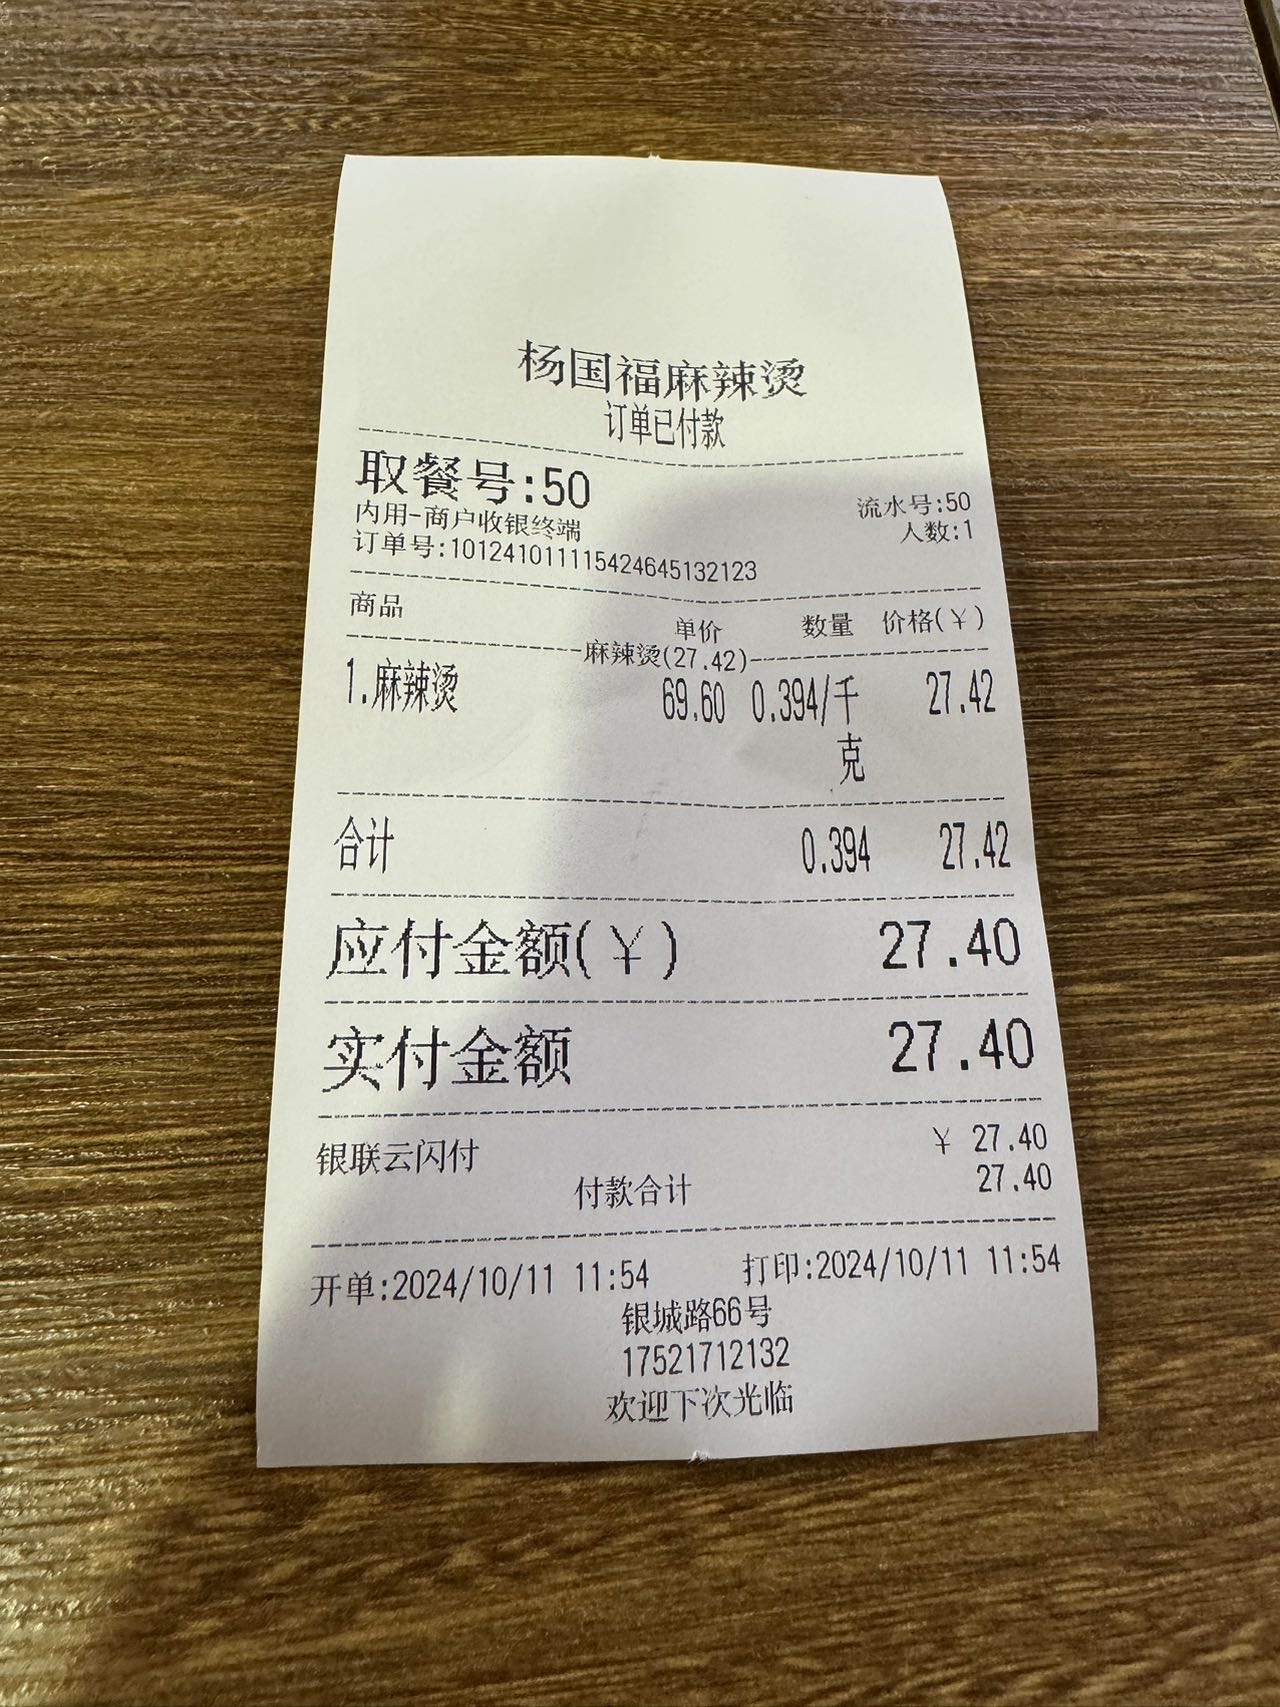 杨国福麻辣烫
订单已付款
取餐号:50
流水号:50
内用-商户收银终端
人数:1
订单号:101241011115424645132123
商品 单价 数量 价格(¥)
麻辣烫(27.42)
1.麻辣烫 69.60 0.394/千克 27.42
合计 0.394 27.42
应付金额(¥) 27.40
实付金额 27.40
银联云闪付 ¥ 27.40
付款合计 27.40
开单:2024/10/11 11:54 打印:2024/10/11 11:54
银城路66号
17521712132
欢迎下次光临